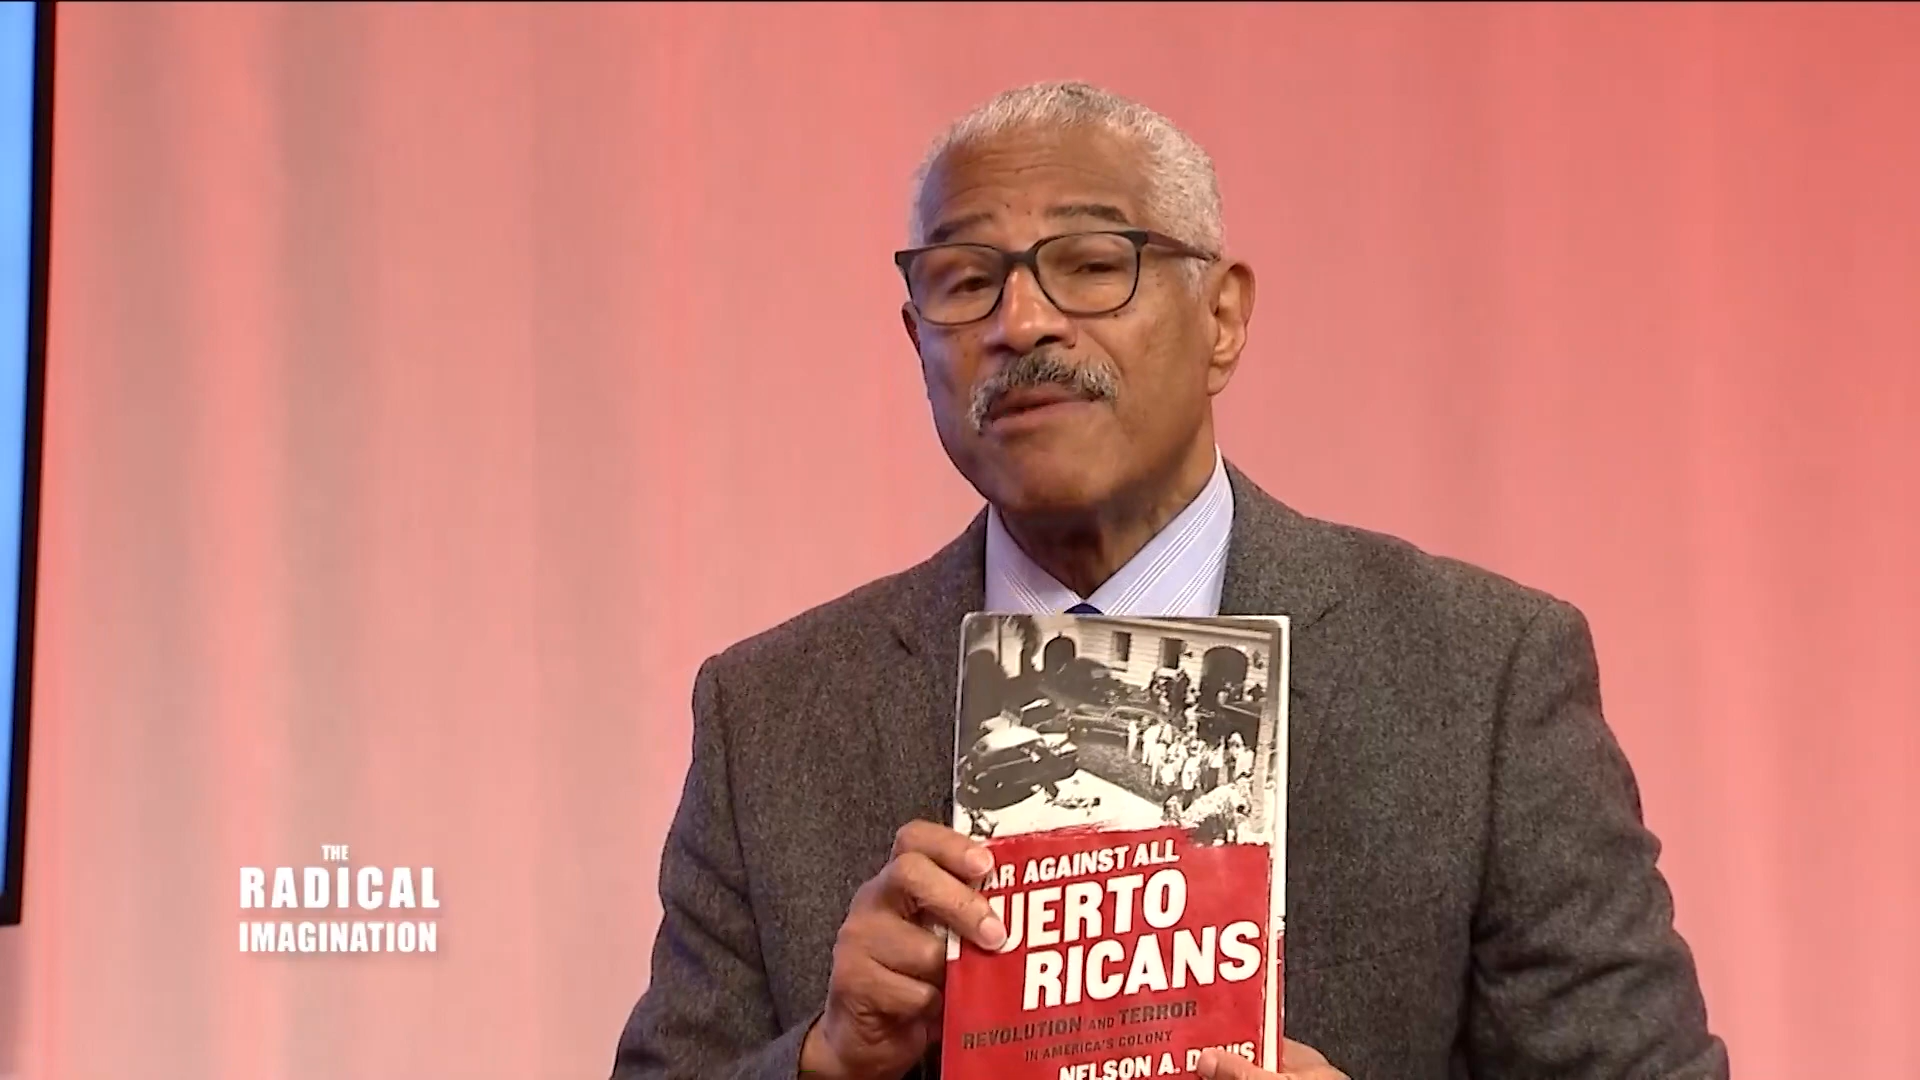 THE
RADICAL
IMAGINATION
AR AGAINST ALL
UERTO
RICANS
REVOLUTION AND TERROR
IN AMERICA'S COLONY
NELSON A.